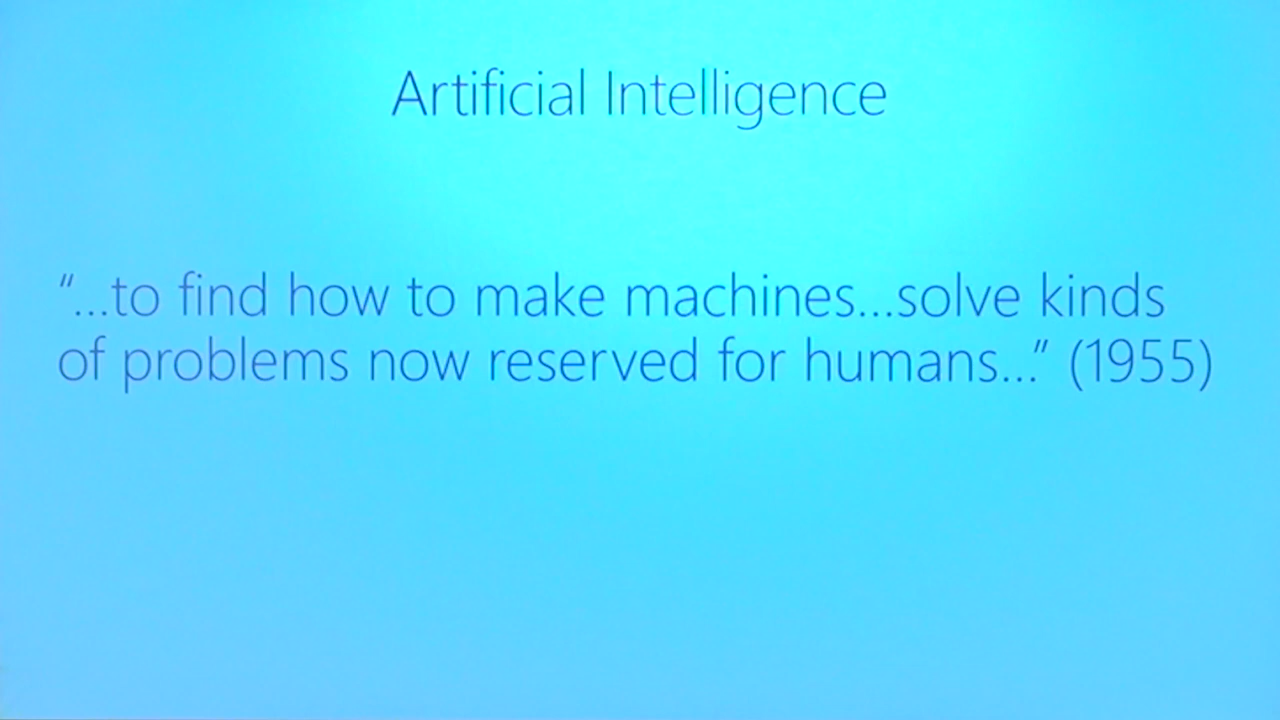 Artificial Intelligence
“...to find how to make machines...solve kinds
of problems now reserved for humans...” (1955)